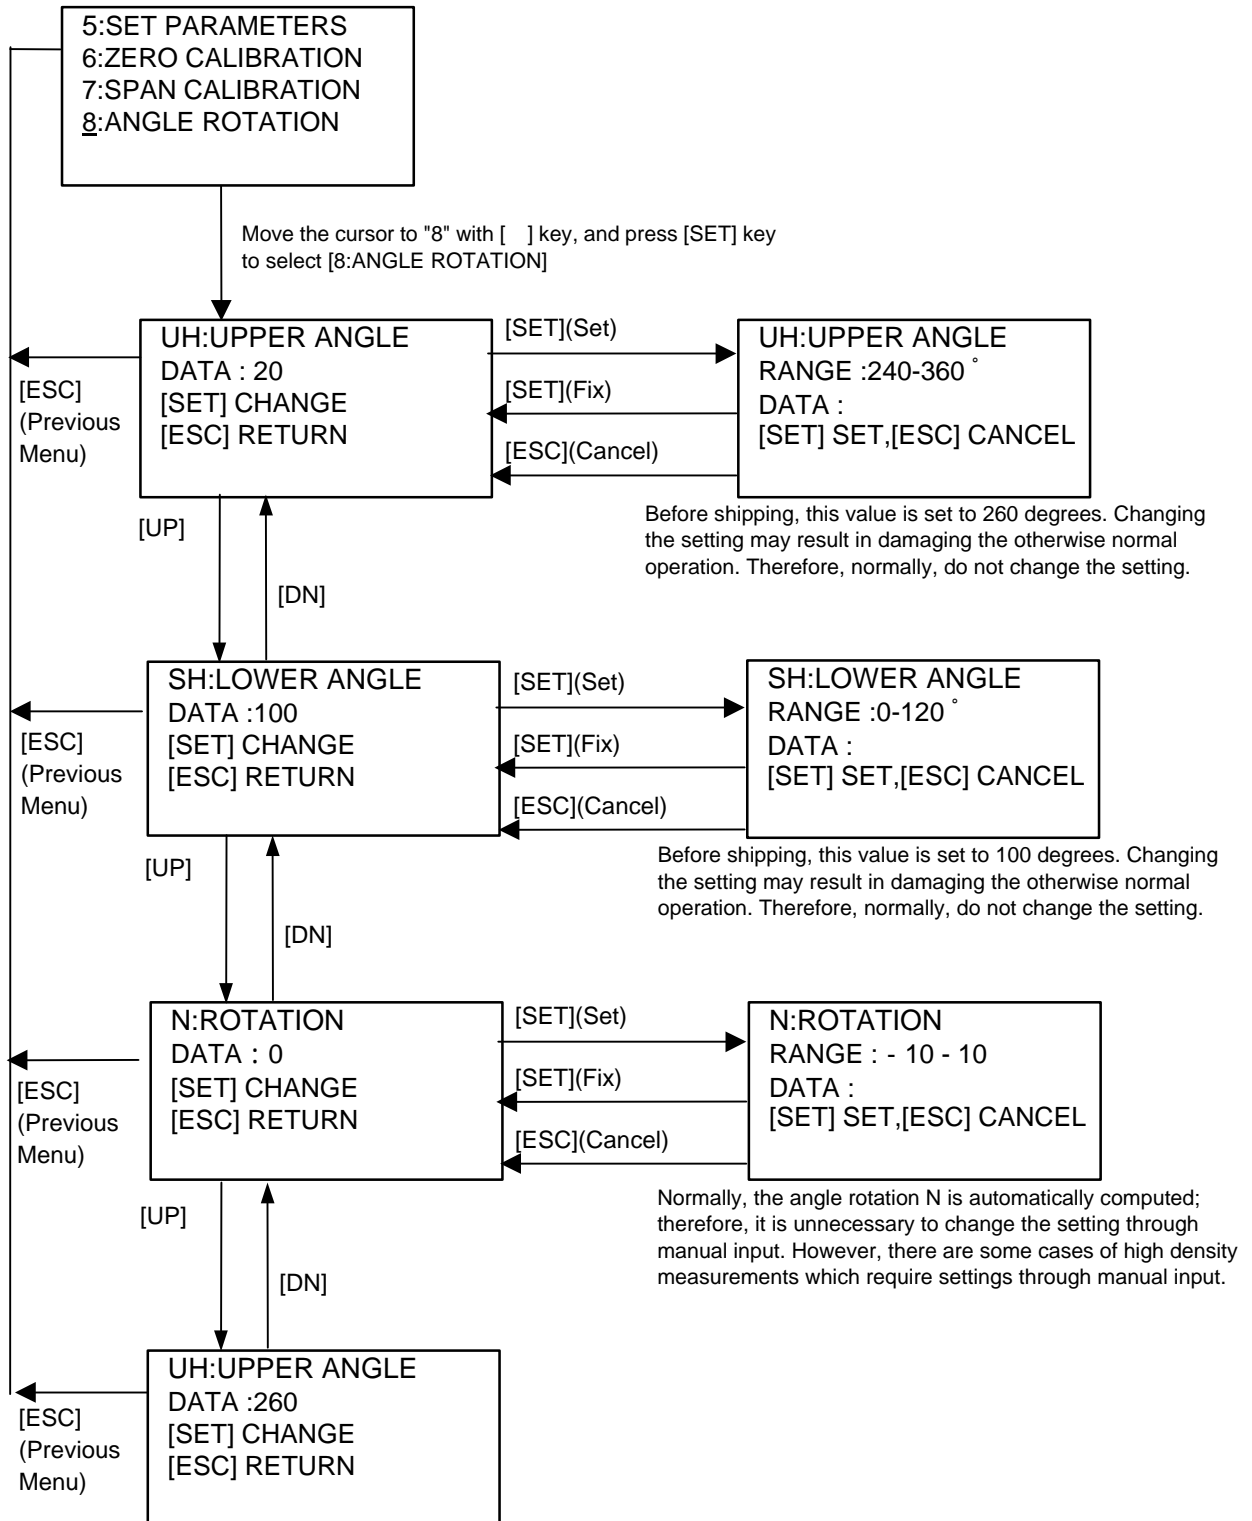 5:SET PARAMETERS
6:ZERO CALIBRATION
7:SPAN CALIBRATION
8:ANGLE ROTATION
Move the cursor to "8" with [ ] key, and press [SET] key
to select [8:ANGLE ROTATION]
UH:UPPER ANGLE
DATA : 20
[SET] CHANGE
[ESC] RETURN
[SET](Set)
[SET](Fix)
[ESC](Cancel)
UH:UPPER ANGLE
RANGE :240-360 °
DATA :
[SET] SET,[ESC] CANCEL
[ESC]
(Previous
Menu)
Before shipping, this value is set to 260 degrees. Changing
the setting may result in damaging the otherwise normal
operation. Therefore, normally, do not change the setting.
[UP]
[DN]
SH:LOWER ANGLE
DATA :100
[SET] CHANGE
[ESC] RETURN
[SET](Set)
[SET](Fix)
[ESC](Cancel)
SH:LOWER ANGLE
RANGE :0-120 °
DATA :
[SET] SET,[ESC] CANCEL
[ESC]
(Previous
Menu)
Before shipping, this value is set to 100 degrees. Changing
the setting may result in damaging the otherwise normal
operation. Therefore, normally, do not change the setting.
[UP]
[DN]
N:ROTATION
DATA : 0
[SET] CHANGE
[ESC] RETURN
[SET](Set)
[SET](Fix)
[ESC](Cancel)
N:ROTATION
RANGE : - 10 - 10
DATA :
[SET] SET,[ESC] CANCEL
[ESC]
(Previous
Menu)
Normally, the angle rotation N is automatically computed;
therefore, it is unnecessary to change the setting through
manual input. However, there are some cases of high density
measurements which require settings through manual input.
[UP]
[DN]
UH:UPPER ANGLE
DATA :260
[SET] CHANGE
[ESC] RETURN
[ESC]
(Previous
Menu)